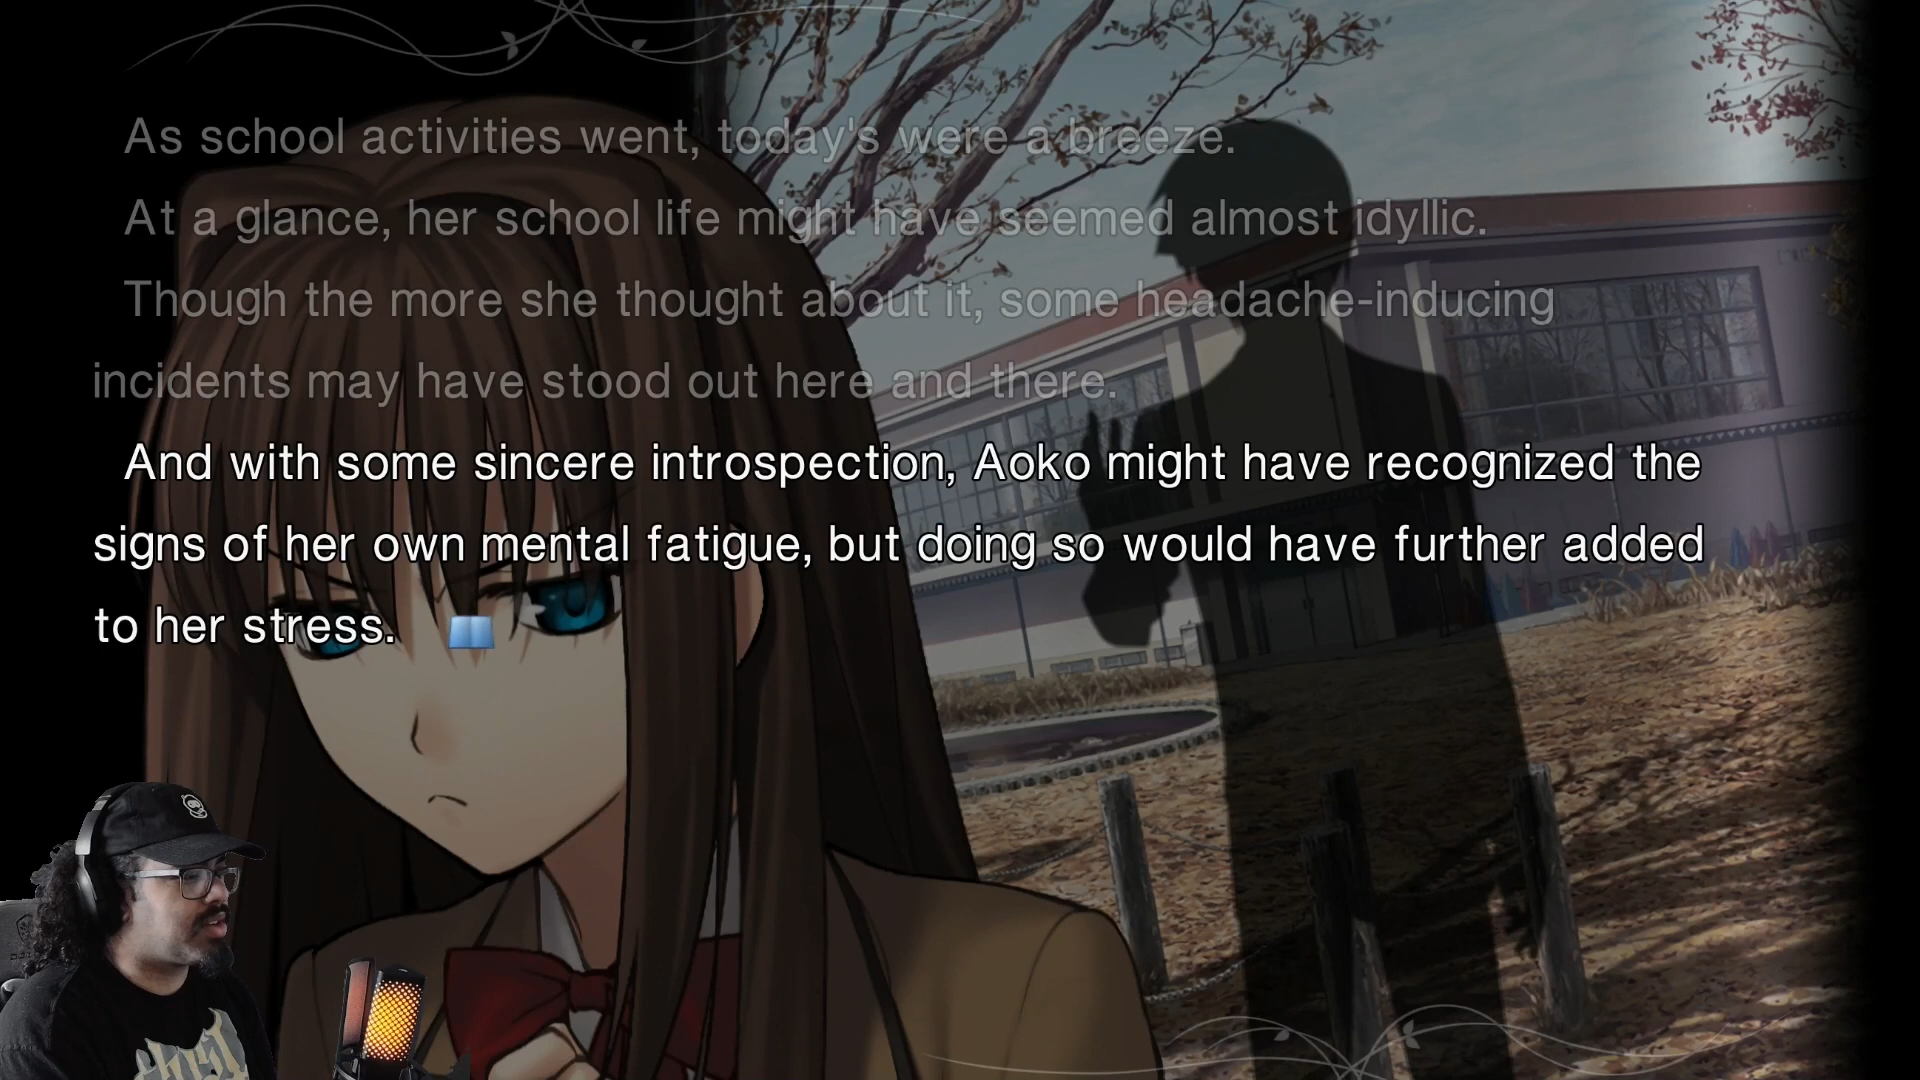 As school activities went, today's were a breeze.
At a glance, her school life might have seemed almost idyllic.
Though the more she thought about it, some headache-inducing
incidents may have stood out here and there.
And with some sincere introspection, Aoko might have recognized the
signs of her own mental fatigue, but doing so would have further added
to her stress.